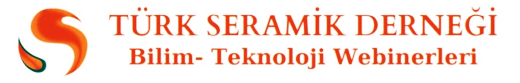 TÜRK SERAMİK DERNEĞİ
Bilim- Teknoloji Webinerleri